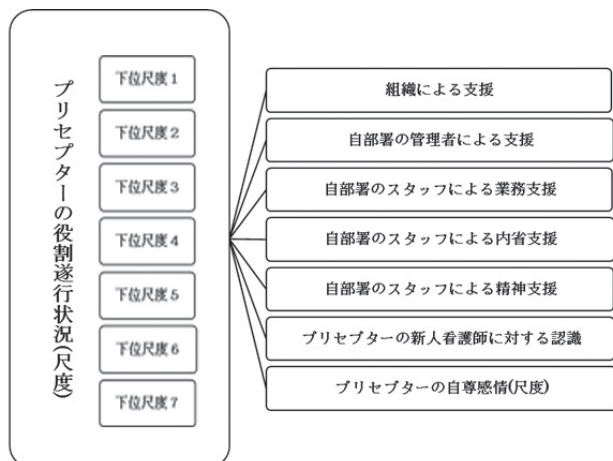 プリセプターの役割遂行状況(尺度)
下位尺度1
下位尺度2
下位尺度3
下位尺度4
下位尺度5
下位尺度6
下位尺度7
組織による支援
自部署の管理者による支援
自部署のスタッフによる業務支援
自部署のスタッフによる内省支援
自部署のスタッフによる精神支援
プリセプターの新人看護師に対する認識
プリセプターの自尊感情(尺度)